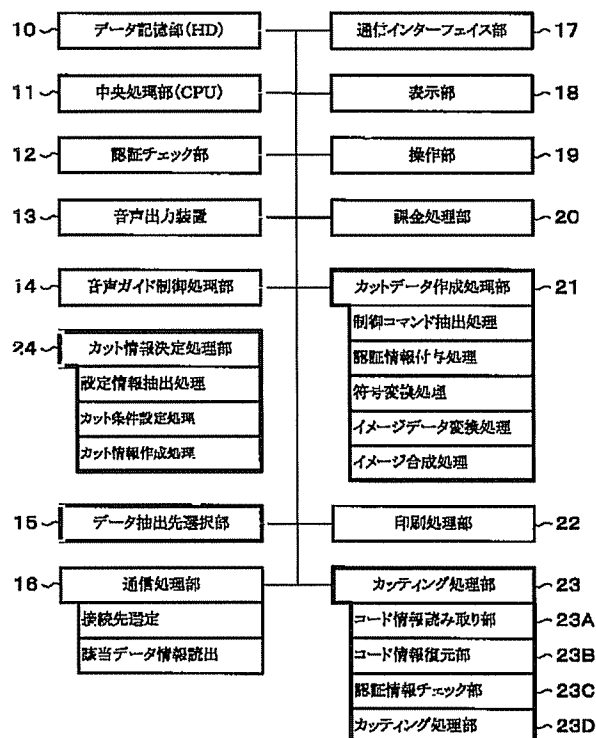 10 データ記憶部(HD)
11 中央処理部(CPU)
12 認証チェック部
13 音声出力装置
14 音声ガイド制御処理部
24 カット情報決定処理部
設定情報抽出処理
カット条件設定処理
カット情報作成処理
15 データ抽出先選択部
16 通信処理部
接続先選定
該当データ情報読出
通信インターフェイス部 17
表示部 18
操作部 19
課金処理部 20
カットデータ作成処理部 21
制御コマンド抽出処理
認証情報付与処理
符号変換処理
イメージデータ変換処理
イメージ合成処理
印刷処理部 22
カッティング処理部 23
コード情報読み取り部 23A
コード情報復元部 23B
認証情報チェック部 23C
カッティング処理部 23D